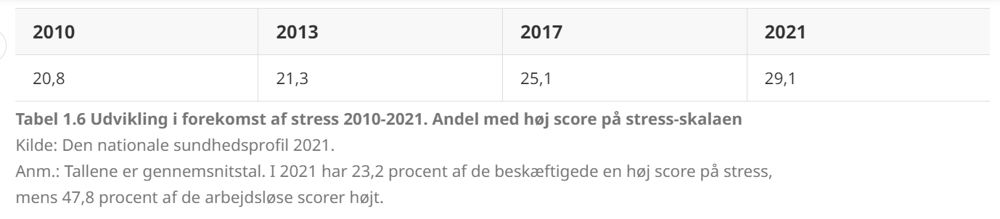 2010 2013 2017 2021
20,8 21,3 25,1 29,1
Tabel 1.6 Udvikling i forekomst af stress 2010-2021. Andel med høj score på stress-skalaen
Kilde: Den nationale sundhedsprofil 2021.
Anm.: Tallene er gennemsnitstal. I 2021 har 23,2 procent af de beskæftigede en høj score på stress,
mens 47,8 procent af de arbejdsløse scorer højt.